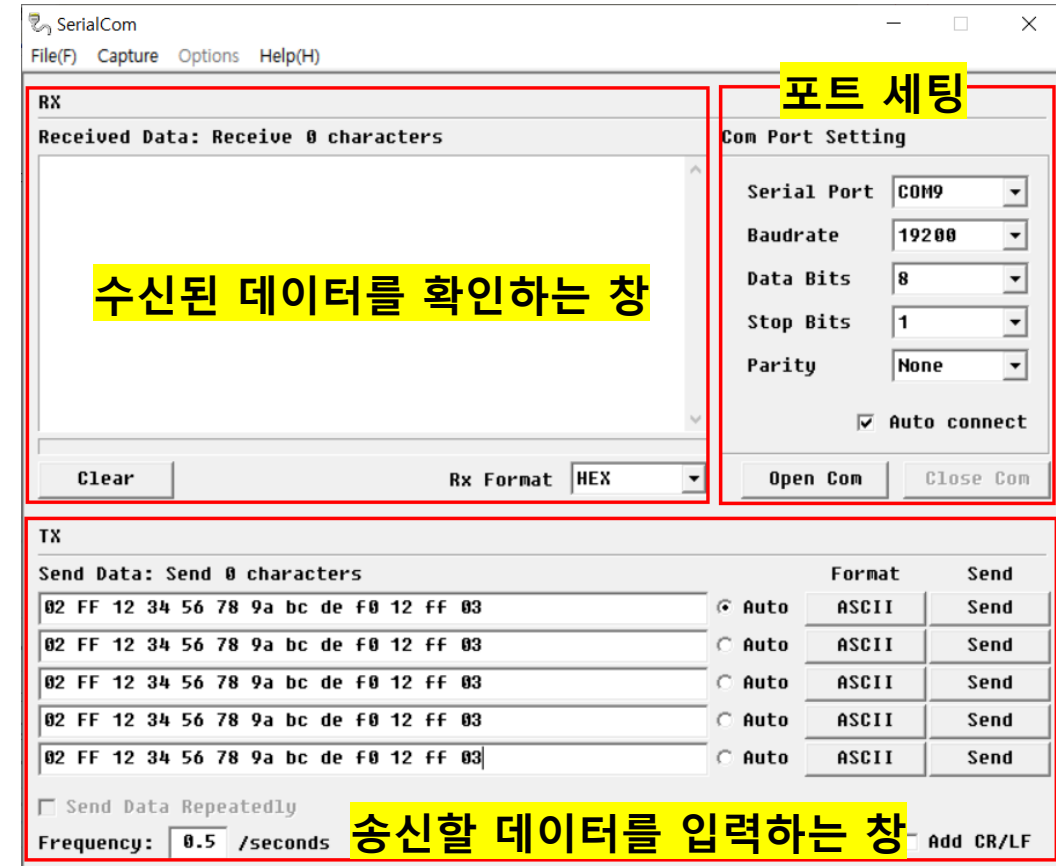 SerialCom
File(F) Capture Options Help(H)
포트 세팅
RX
Received Data: Receive 0 characters
수신된 데이터를 확인하는 창
Clear
Rx Format HEX
Com Port Setting
Serial Port COM9
Baudrate 19200
Data Bits 8
Stop Bits 1
Parity None
Auto connect
Open Com Close Com
TX
Send Data: Send 0 characters Format Send
02 FF 12 34 56 78 9a bc de f0 12 ff 03 Auto ASCII Send
02 FF 12 34 56 78 9a bc de f0 12 ff 03 Auto ASCII Send
02 FF 12 34 56 78 9a bc de f0 12 ff 03 Auto ASCII Send
02 FF 12 34 56 78 9a bc de f0 12 ff 03 Auto ASCII Send
02 FF 12 34 56 78 9a bc de f0 12 ff 03 Auto ASCII Send
Send Data Repeatedly
Frequency: 0.5 /seconds
송신할 데이터를 입력하는 창
Add CR/LF